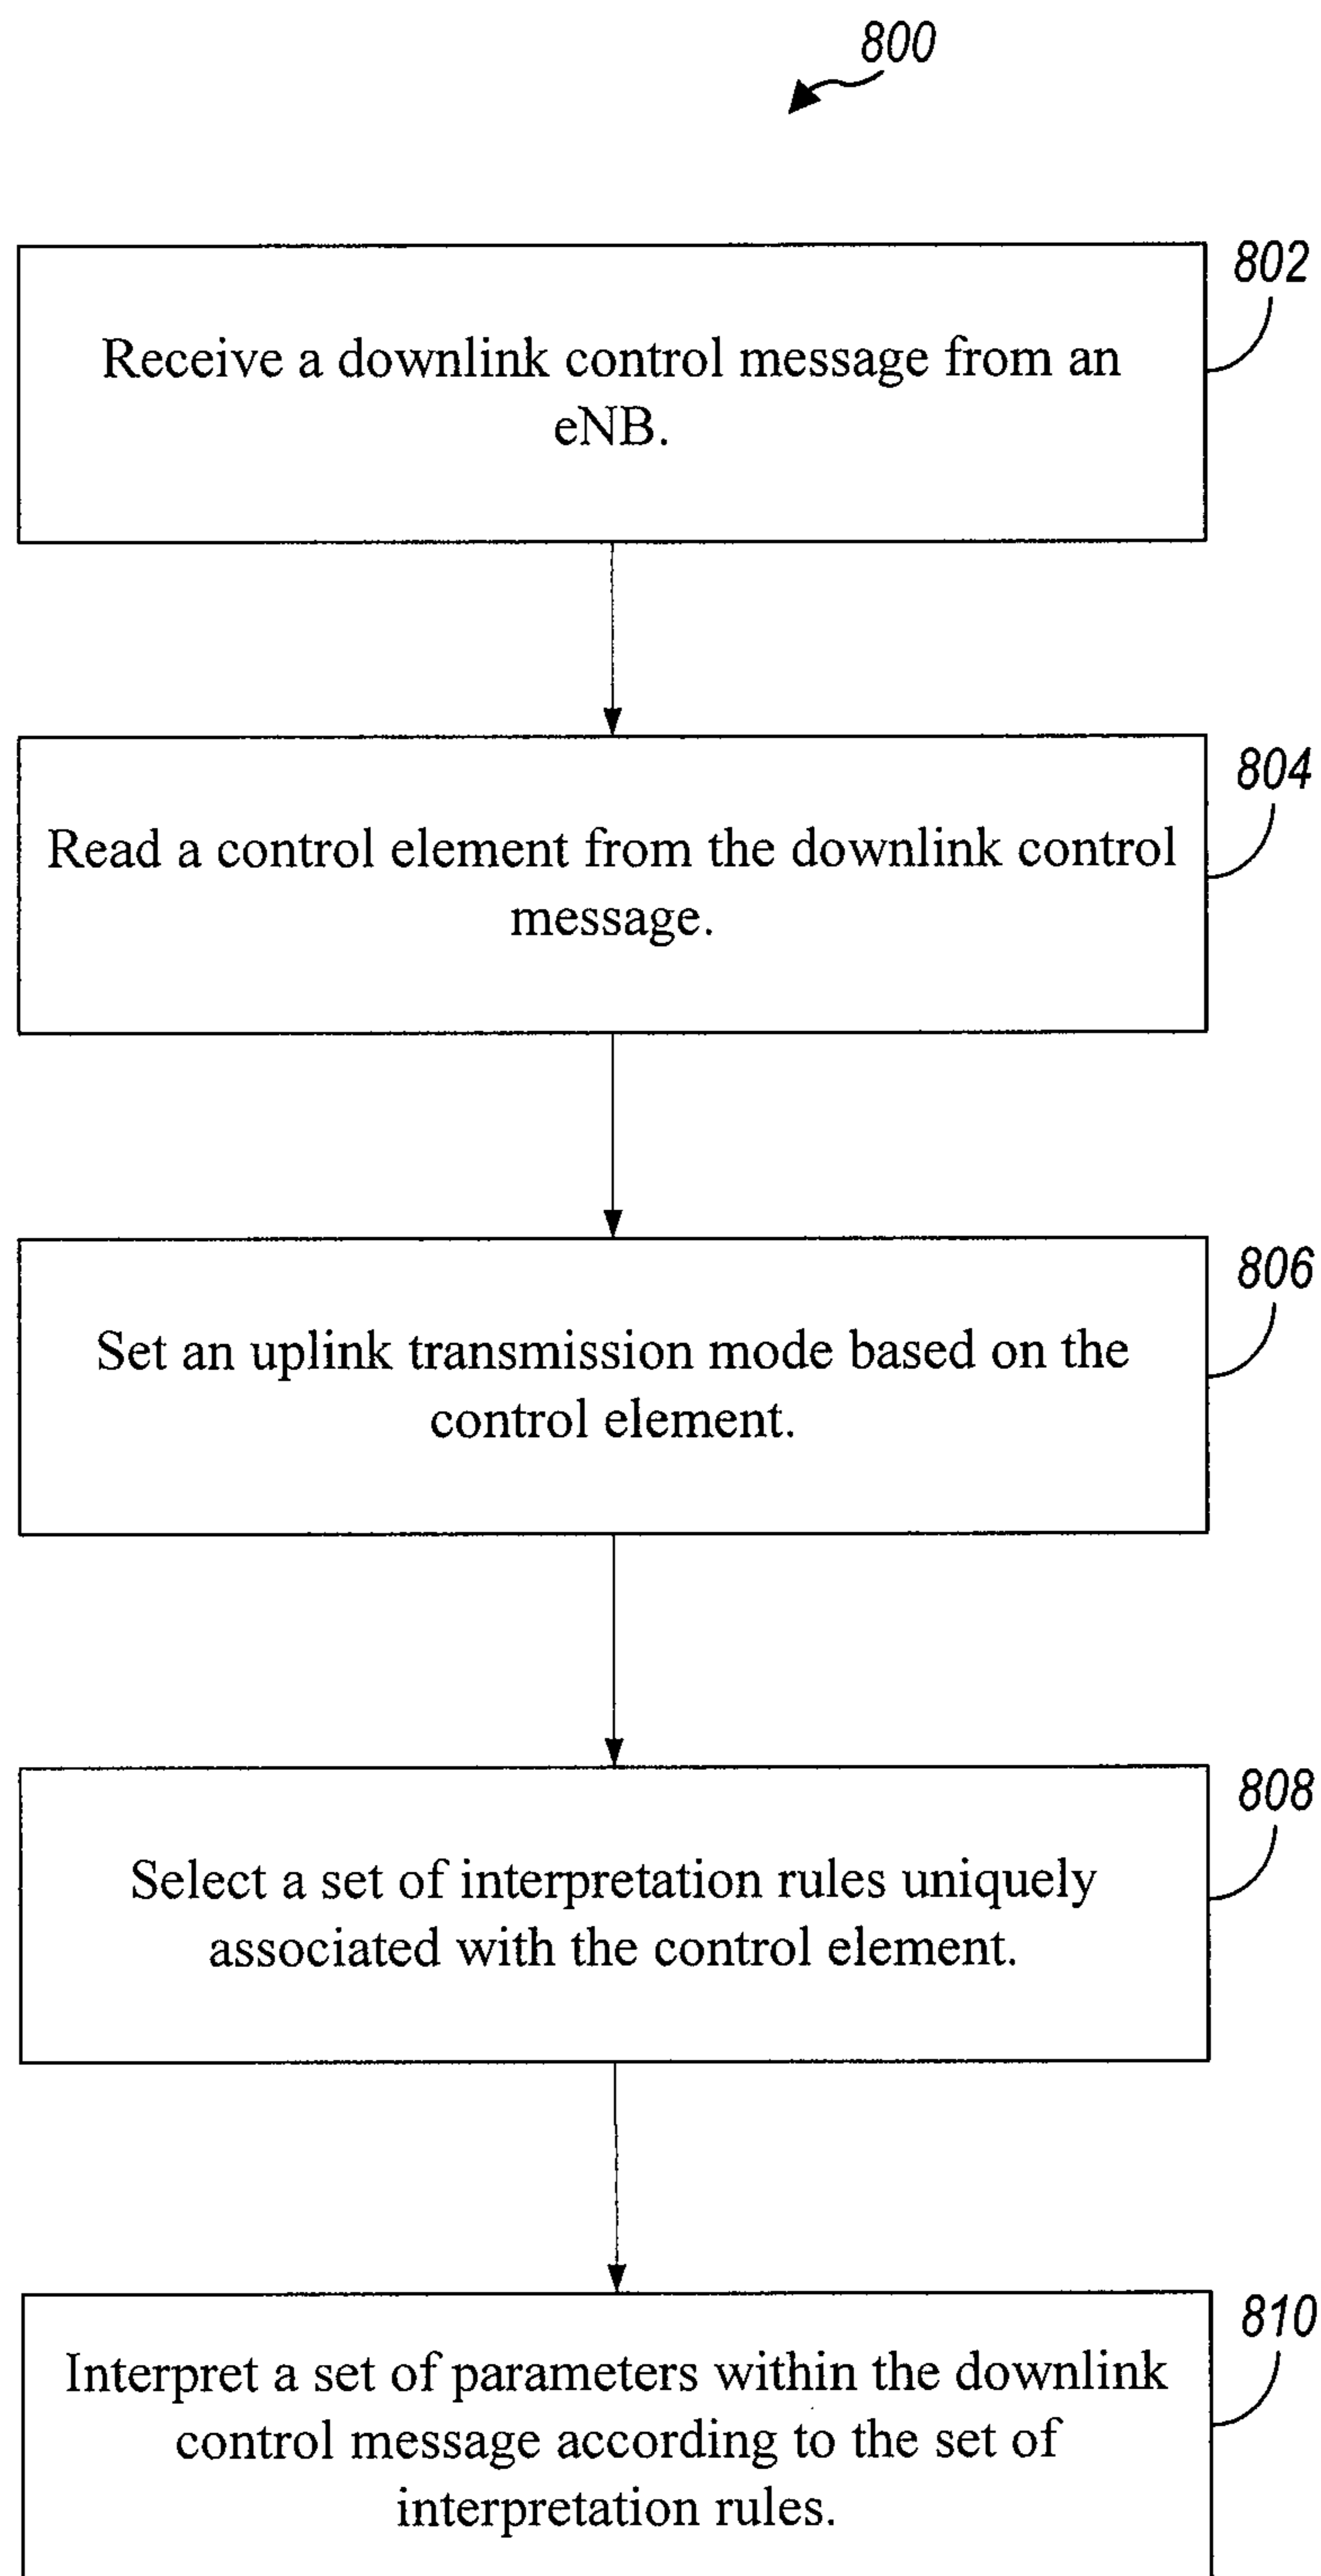 800
802
Receive a downlink control message from an
eNB.
804
Read a control element from the downlink control
message.
806
Set an uplink transmission mode based on the
control element.
808
Select a set of interpretation rules uniquely
associated with the control element.
810
Interpret a set of parameters within the downlink
control message according to the set of
interpretation rules.